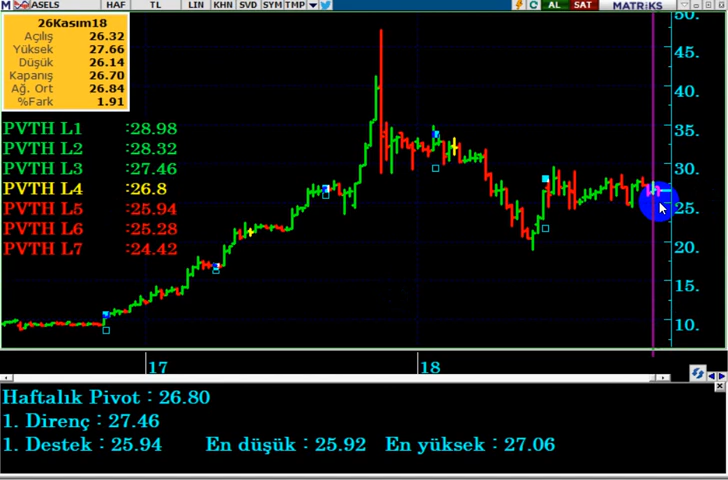 M ASELS HAF TL LIN KHN SVD SYM TMP AL SAT MATRiKS
26Kasım18
Açılış 26.32
Yüksek 27.66
Düşük 26.14
Kapanış 26.70
Ağ. Ort 26.84
%Fark 1.91
PVTH L1 :28.98
PVTH L2 :28.32
PVTH L3 :27.46
PVTH L4 :26.8
PVTH L5 :25.94
PVTH L6 :25.28
PVTH L7 :24.42
50.
45.
40.
35.
30.
25.
20.
15.
10.
17 18
Haftalık Pivot : 26.80
1. Direnç : 27.46
1. Destek : 25.94 En düşük : 25.92 En yüksek : 27.06